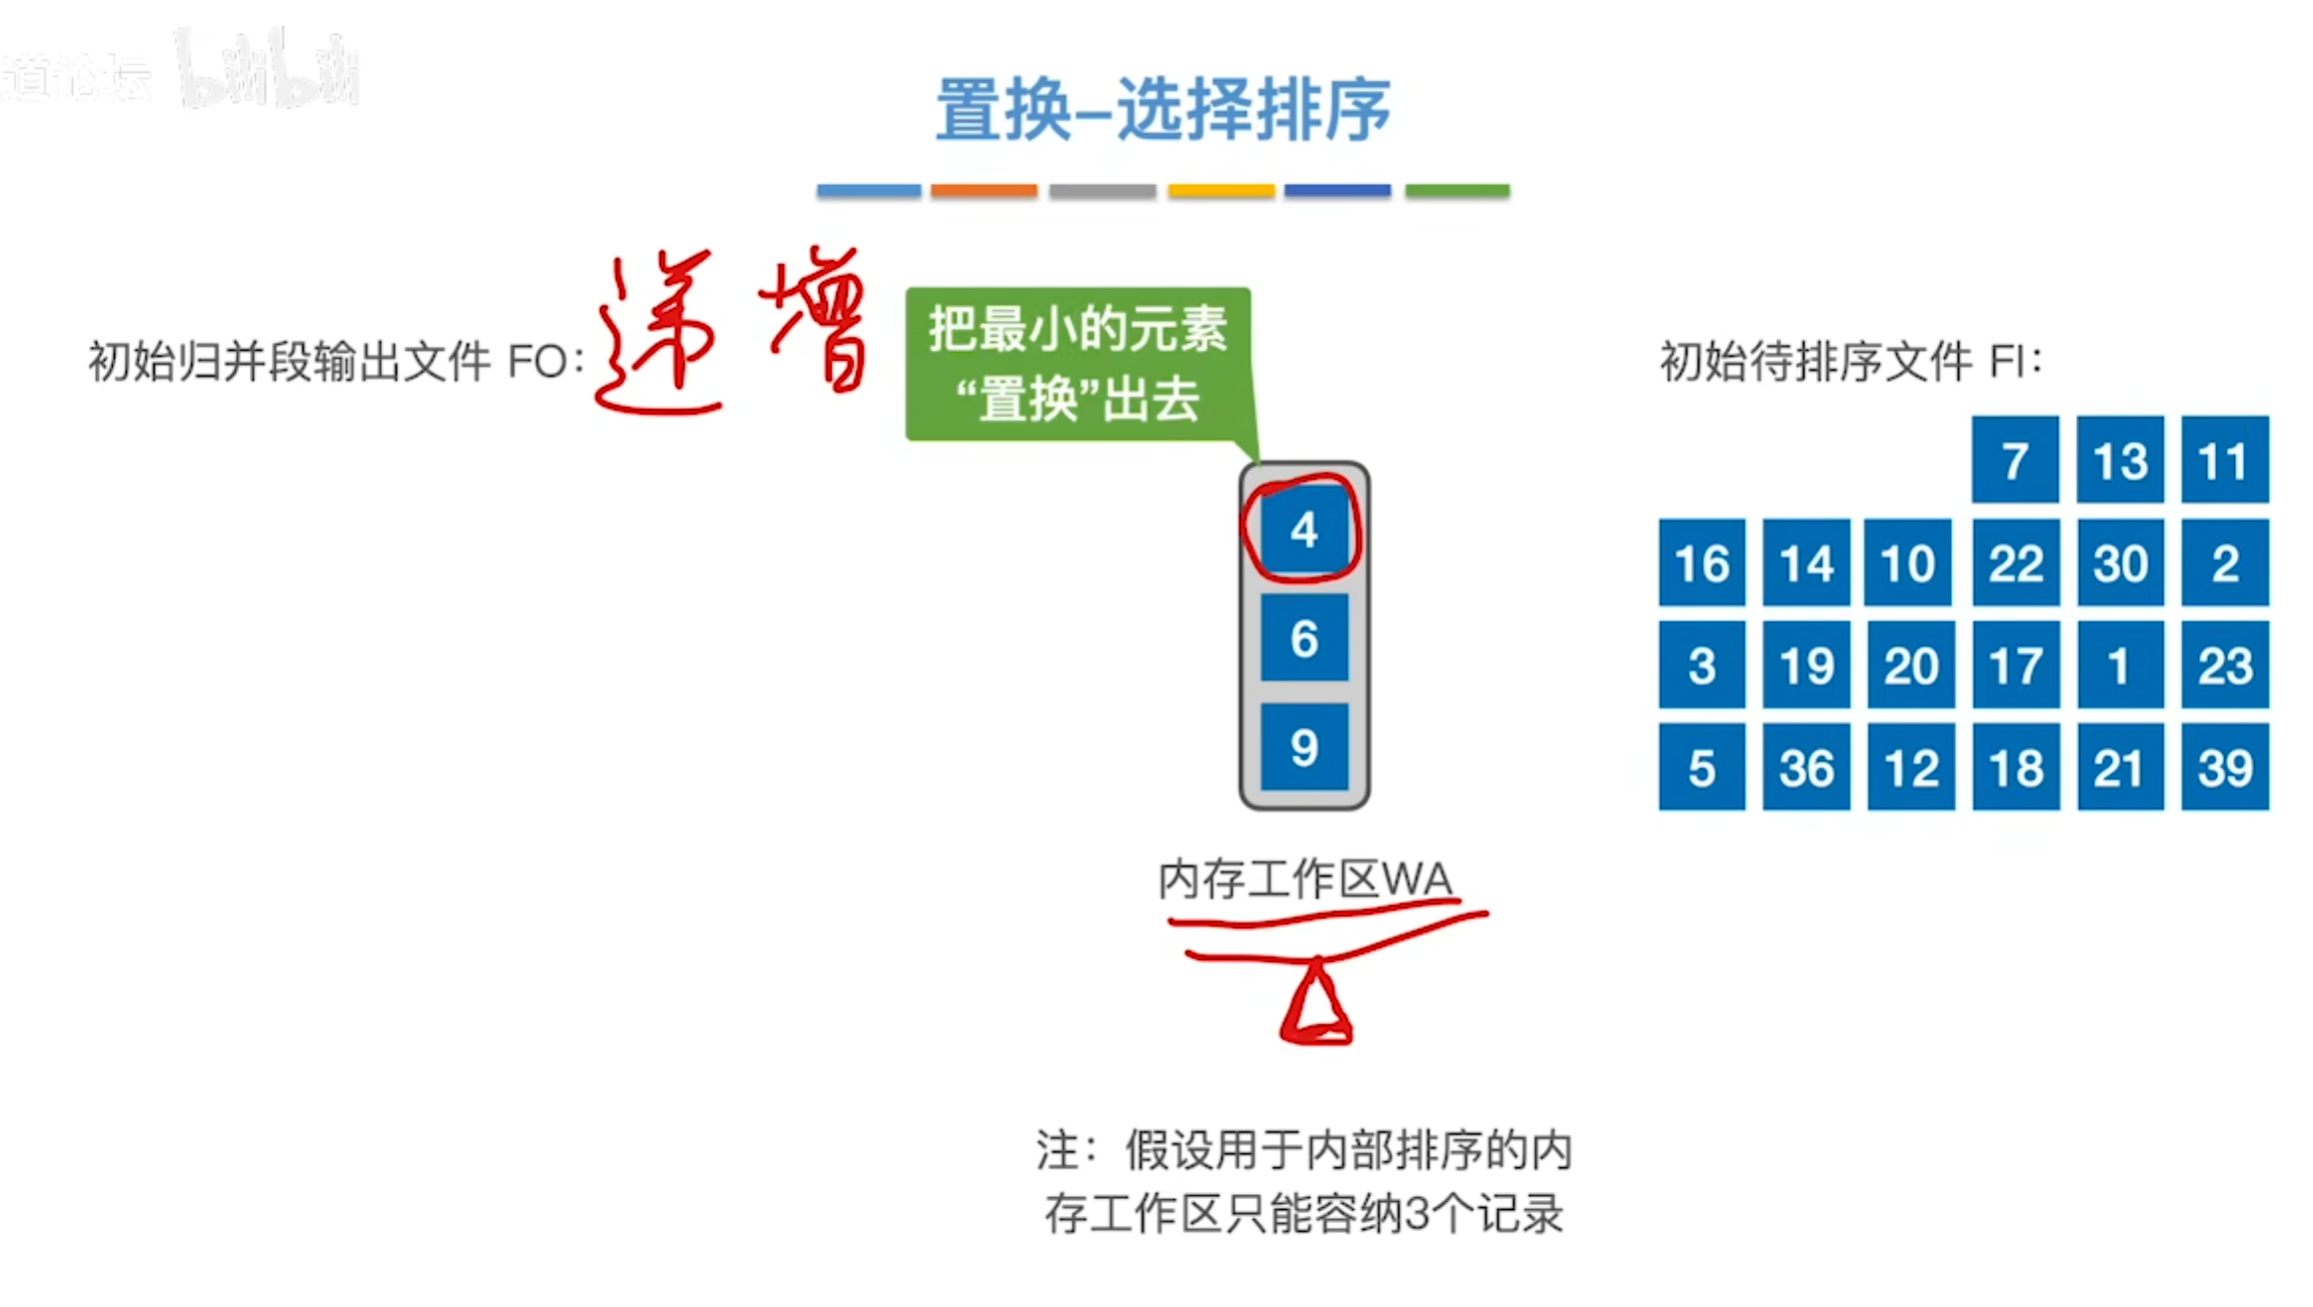 道论坛 bilibili
置换–选择排序
初始归并段输出文件 FO：
递增
把最小的元素
“置换”出去
初始待排序文件 FI：
7 13 11
16 14 10 22 30 2
3 19 20 17 1 23
5 36 12 18 21 39
4
6
9
内存工作区WA
注：假设用于内部排序的内
存工作区只能容纳3个记录